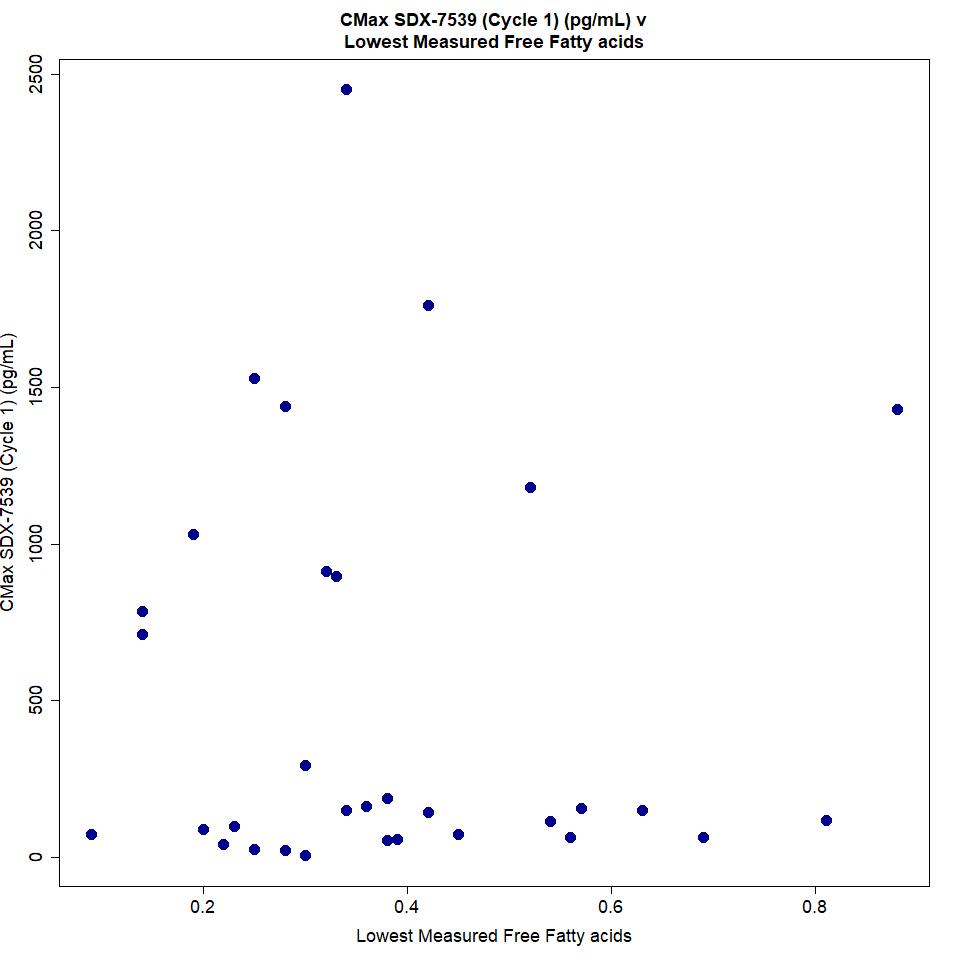 CMax SDX-7539 (Cycle 1) (pg/mL) v
Lowest Measured Free Fatty acids
CMax SDX-7539 (Cycle 1) (pg/mL)
2500
2000
1500
1000
500
0
0.2 0.4 0.6 0.8
Lowest Measured Free Fatty acids